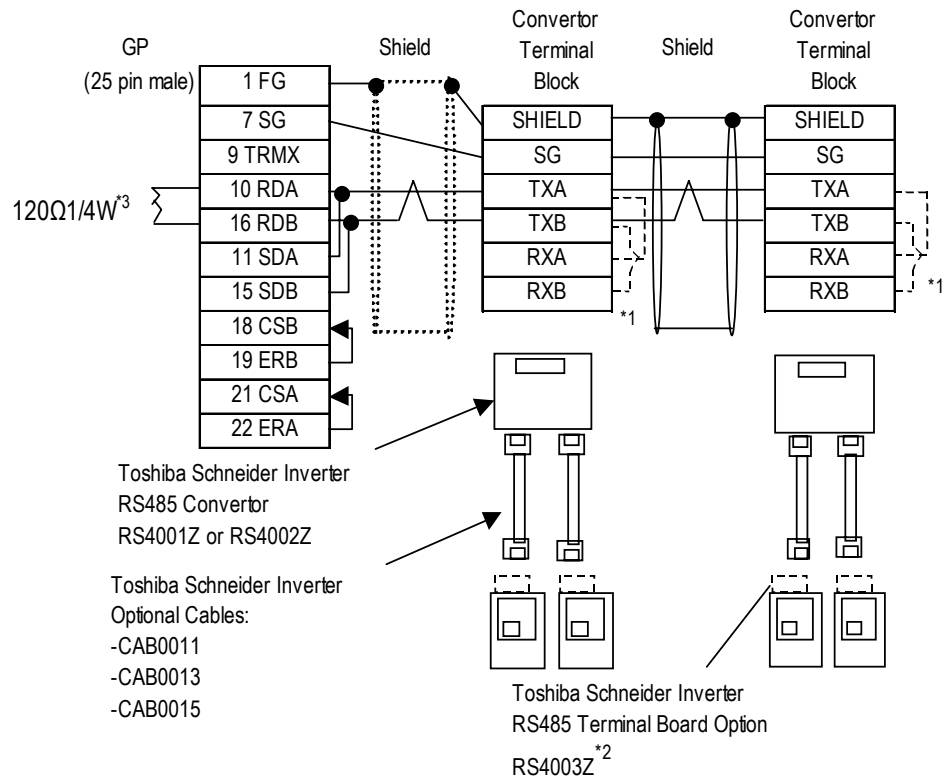 GP
(25 pin male)
Shield
Convertor
Terminal
Block
Shield
Convertor
Terminal
Block
1 FG
7 SG
9 TRMX
10 RDA
16 RDB
11 SDA
15 SDB
18 CSB
19 ERB
21 CSA
22 ERA
120Ω1/4W*3
SHIELD
SG
TXA
TXB
RXA
RXB
*1
SHIELD
SG
TXA
TXB
RXA
RXB
*1
Toshiba Schneider Inverter
RS485 Convertor
RS4001Z or RS4002Z
Toshiba Schneider Inverter
Optional Cables:
-CAB0011
-CAB0013
-CAB0015
Toshiba Schneider Inverter
RS485 Terminal Board Option
RS4003Z*2